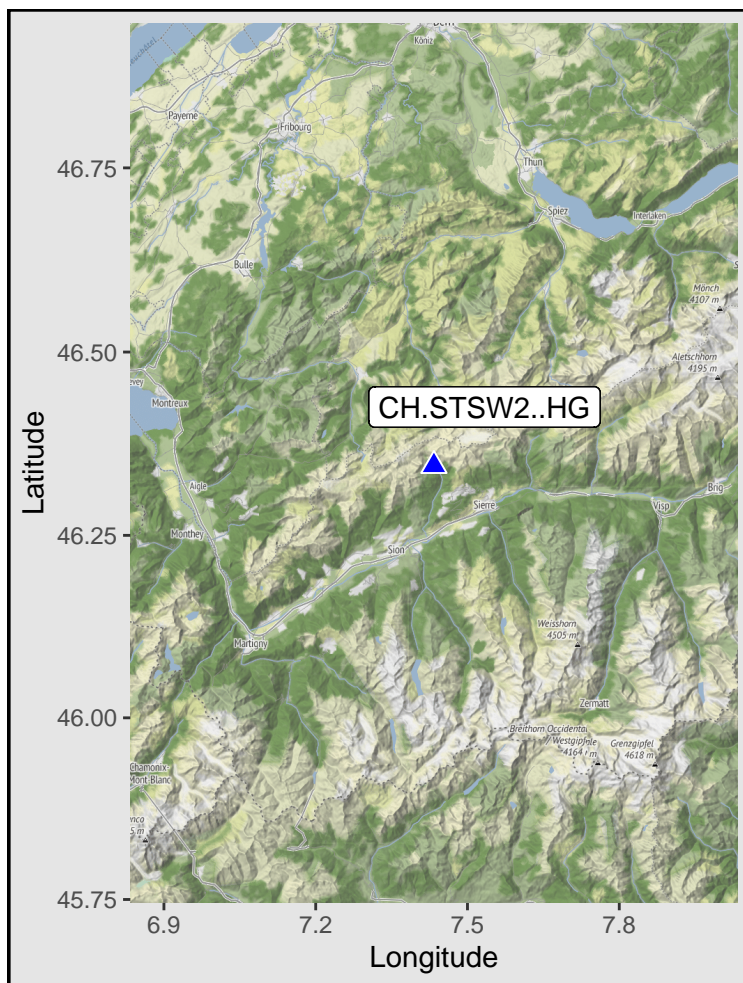 Köniz
Payerne
Fribourg
46.75
Thun
Spiez
Interlaken
Bulle
Mönch
4107 m
46.50
Aletschhorn
4195 m
Montreux
CH.STSW2..HG
Latitude
Aigle
Sierre
Visp
Brig
46.25
Monthey
Sion
Martigny
Weisshorn
4505 m
46.00
Zermatt
Breithorn Occidental
/ Westgipfel
4164
Grenzgipfel
4618 m
Chamonix-
Mont-Blanc
45.75
6.9
7.2
7.5
7.8
Longitude